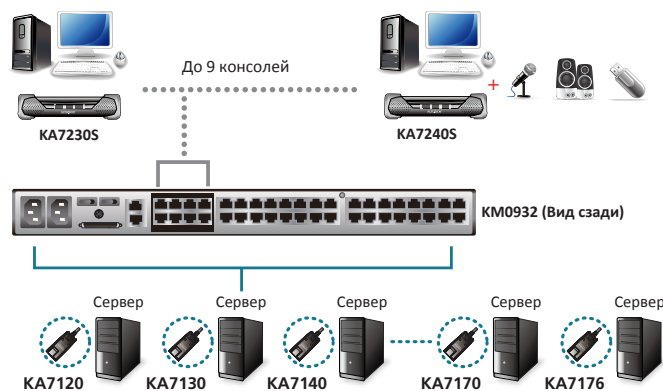 До 9 консолей
+
KA7230S
KA7240S
KM0932 (Вид сзади)
Сервер
Сервер
Сервер
Сервер
Сервер
KA7120
KA7130
KA7140
KA7170
KA7176